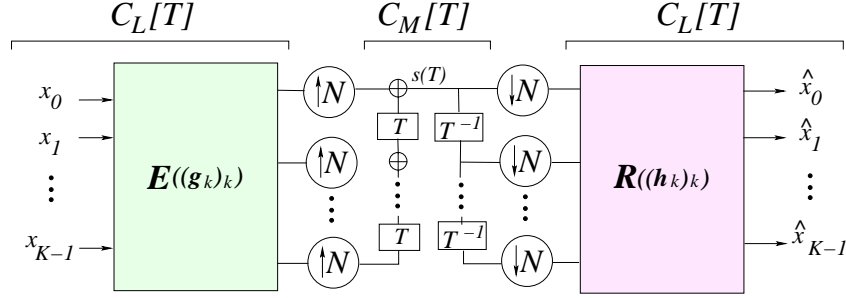 C_L[T] C_M[T] C_L[T]
x_0 ↑N ⊕ s(T) ↓N x̂_0
T T^{-1}
x_1 x̂_1
⋮ E((g_k)_k) ↑N ⊕ ↓N R((h_k)_k) ⋮
⋮ ⋮ ⋮ ⋮
x_{K-1} T T^{-1} x̂_{K-1}
↑N ↓N